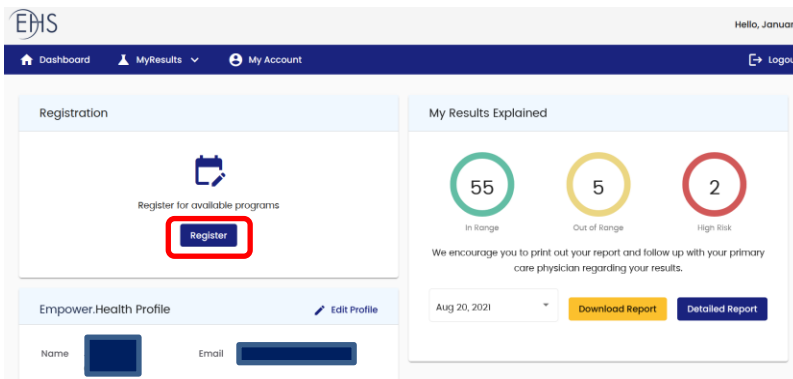 EHS
Hello, Januar
Dashboard MyResults My Account Logou
Registration
Register for available programs
Register
My Results Explained
55 5 2
In Range Out of Range High Risk
We encourage you to print out your report and follow up with your primary
care physician regarding your results.
Aug 20, 2021 Download Report Detailed Report
Empower.Health Profile Edit Profile
Name Email